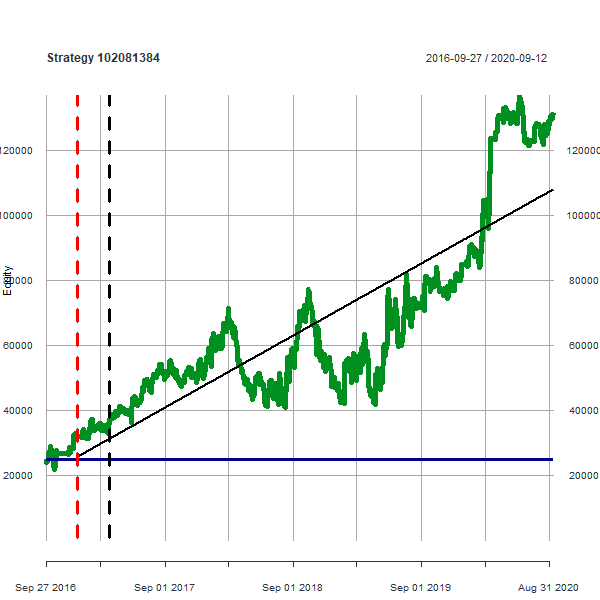 Strategy 102081384
2016-09-27 / 2020-09-12
120000
120000
100000
100000
Equity
80000
80000
60000
60000
40000
40000
20000
20000
Sep 27 2016
Sep 01 2017
Sep 01 2018
Sep 01 2019
Aug 31 2020